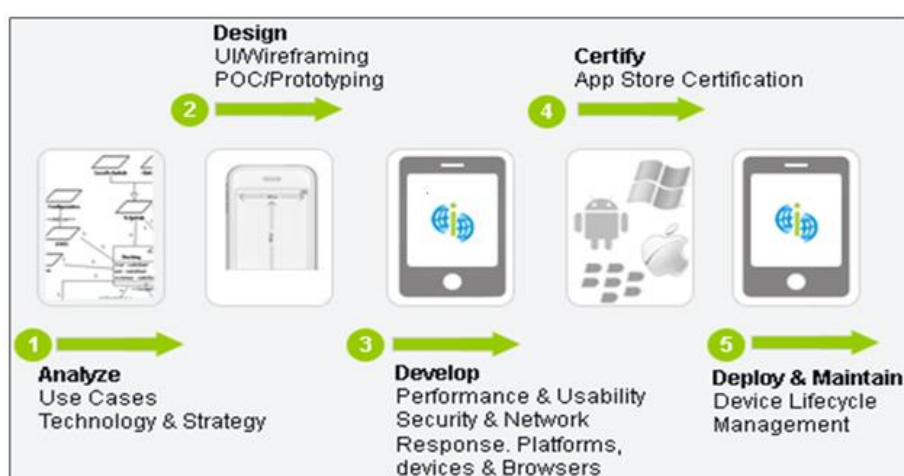 Design
UI/Wireframing
POC/Prototyping
2
Certify
App Store Certification
4
1
Analyze
Use Cases
Technology & Strategy
3
Develop
Performance & Usability
Security & Network
Response. Platforms,
devices & Browsers
5
Deploy & Maintain
Device Lifecycle
Management